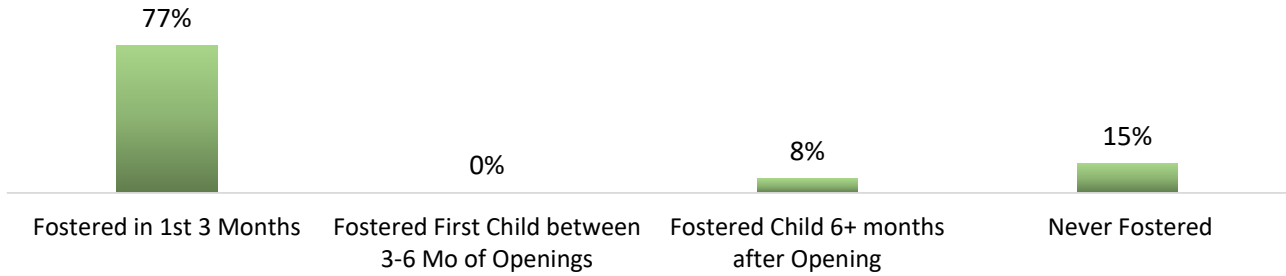 77%
0%
8%
15%
Fostered in 1st 3 Months
Fostered First Child between
3-6 Mo of Openings
Fostered Child 6+ months
after Opening
Never Fostered